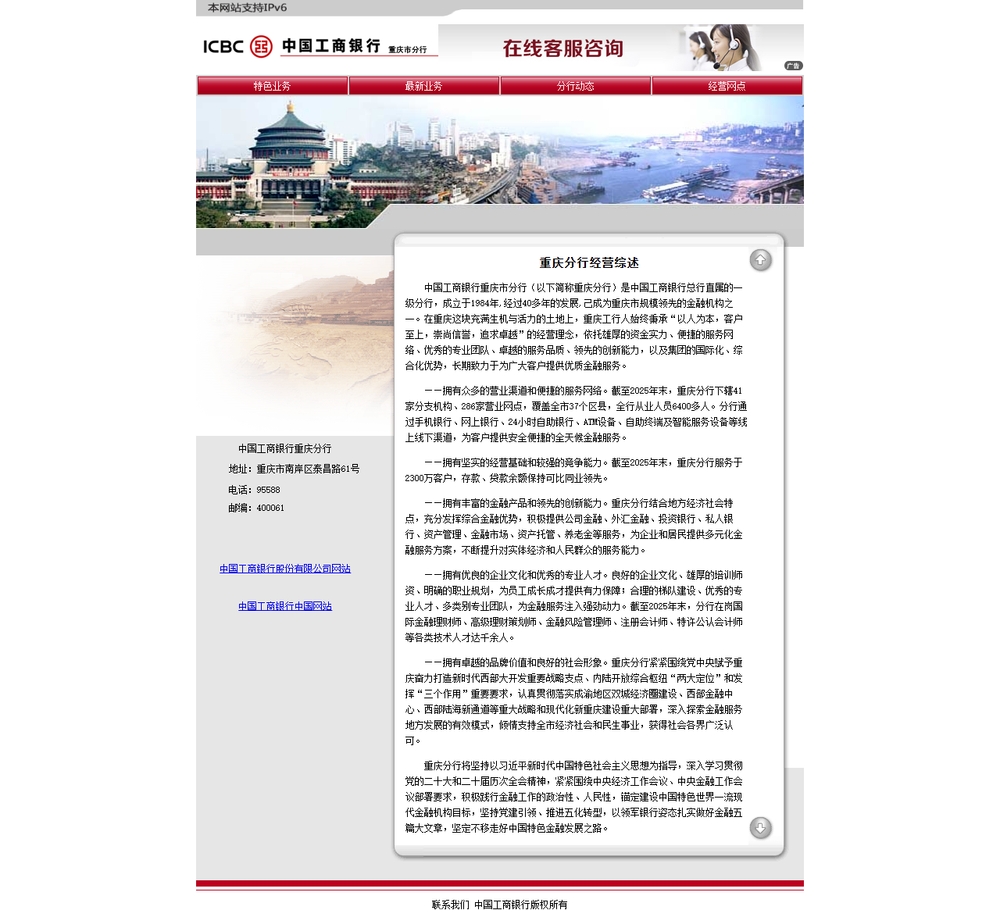 本网站支持IPv6
ICBC 中国工商银行 重庆市分行
在线客服咨询
广告
特色业务 最新业务 分行动态 经营网点
重庆分行经营综述
中国工商银行重庆市分行（以下简称重庆分行）是中国工商银行总行直属的一
级分行，成立于1984年,经过40多年的发展,己成为重庆市规模领先的金融机构之
一。在重庆这块充满生机与活力的土地上，重庆工行人始终秉承“以人为本，客户
至上，崇尚信誉，追求卓越”的经营理念，依托雄厚的资金实力、便捷的服务网
络、优秀的专业团队、卓越的服务品质、领先的创新能力，以及集团的国际化、综
合化优势，长期致力于为广大客户提供优质金融服务。
——拥有众多的营业渠道和便捷的服务网络。截至2025年末，重庆分行下辖41
家分支机构、286家营业网点，覆盖全市37个区县，全行从业人员6400多人。分行通
过手机银行、网上银行、24小时自助银行、ATM设备、自助终端及智能服务设备等线
上线下渠道，为客户提供安全便捷的全天候金融服务。
——拥有坚实的经营基础和较强的竞争能力。截至2025年末，重庆分行服务于
2300万客户，存款、贷款余额保持可比同业领先。
——拥有丰富的金融产品和领先的创新能力。重庆分行结合地方经济社会特
点，充分发挥综合金融优势，积极提供公司金融、外汇金融、投资银行、私人银
行、资产管理、金融市场、资产托管、养老金等服务，为企业和居民提供多元化金
融服务方案，不断提升对实体经济和人民群众的服务能力。
——拥有优良的企业文化和优秀的专业人才。良好的企业文化、雄厚的培训师
资、明确的职业规划，为员工成长成才提供有力保障；合理的梯队建设、优秀的专
业人才、多类别专业团队，为金融服务注入强劲动力。截至2025年末，分行在岗国
际金融理财师、高级理财策划师、金融风险管理师、注册会计师、特许公认会计师
等各类技术人才达千余人。
——拥有卓越的品牌价值和良好的社会形象。重庆分行紧紧围绕党中央赋予重
庆奋力打造新时代西部大开发重要战略支点、内陆开放综合枢纽“两大定位”和发
挥“三个作用”重要要求，认真贯彻落实成渝地区双城经济圈建设、西部金融中
心、西部陆海新通道等重大战略和现代化新重庆建设重大部署，深入探索金融服务
地方发展的有效模式，倾情支持全市经济社会和民生事业，获得社会各界广泛认
可。
重庆分行将坚持以习近平新时代中国特色社会主义思想为指导，深入学习贯彻
党的二十大和二十届历次全会精神，紧紧围绕中央经济工作会议、中央金融工作会
议部署要求，积极践行金融工作的政治性、人民性，锚定建设中国特色世界一流现
代金融机构目标，坚持党建引领、推进五化转型，以领军银行姿态扎实做好金融五
篇大文章，坚定不移走好中国特色金融发展之路。
中国工商银行重庆分行
地址：重庆市南岸区泰昌路61号
电话：95588
邮编：400061
中国工商银行股份有限公司网站
中国工商银行中国网站
联系我们 中国工商银行版权所有